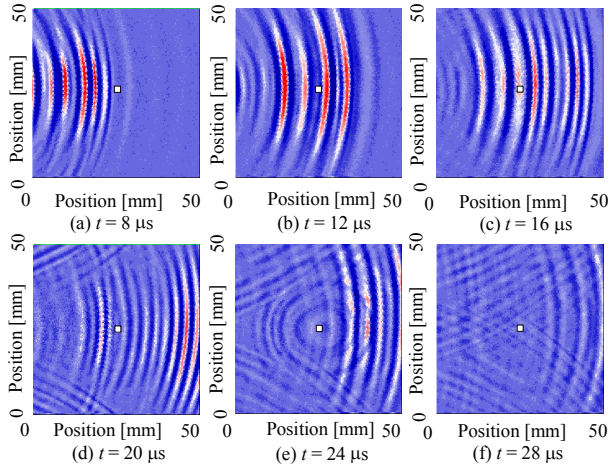 50
Position [mm]
0
0
Position [mm]
50
(a) t = 8 μs
50
Position [mm]
0
0
Position [mm]
50
(b) t = 12 μs
50
Position [mm]
0
0
Position [mm]
50
(c) t = 16 μs
50
Position [mm]
0
0
Position [mm]
50
(d) t = 20 μs
50
Position [mm]
0
0
Position [mm]
50
(e) t = 24 μs
50
Position [mm]
0
0
Position [mm]
50
(f) t = 28 μs